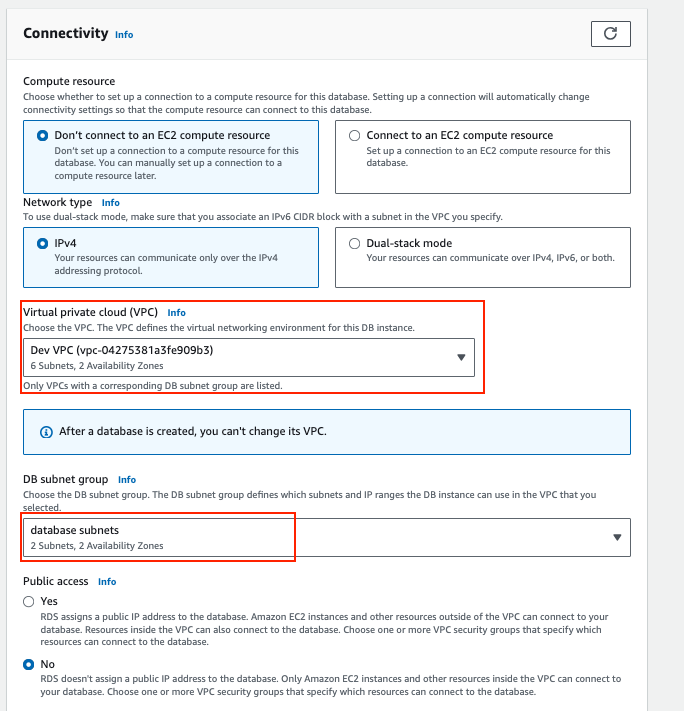 Connectivity Info
Compute resource
Choose whether to set up a connection to a compute resource for this database. Setting up a connection will automatically change
connectivity settings so that the compute resource can connect to this database.
Don't connect to an EC2 compute resource
Don't set up a connection to a compute resource for this
database. You can manually set up a connection to a
compute resource later.
Connect to an EC2 compute resource
Set up a connection to an EC2 compute resource for this
database.
Network type Info
To use dual-stack mode, make sure that you associate an IPv6 CIDR block with a subnet in the VPC you specify.
IPv4
Your resources can communicate only over the IPv4
addressing protocol.
Dual-stack mode
Your resources can communicate over IPv4, IPv6, or both.
Virtual private cloud (VPC) Info
Choose the VPC. The VPC defines the virtual networking environment for this DB instance.
Dev VPC (vpc-04275381a3fe909b3)
6 Subnets, 2 Availability Zones
Only VPCs with a corresponding DB subnet group are listed.
After a database is created, you can't change its VPC.
DB subnet group Info
Choose the DB subnet group. The DB subnet group defines which subnets and IP ranges the DB instance can use in the VPC that you
selected.
database subnets
2 Subnets, 2 Availability Zones
Public access Info
Yes
RDS assigns a public IP address to the database. Amazon EC2 instances and other resources outside of the VPC can connect to your
database. Resources inside the VPC can also connect to the database. Choose one or more VPC security groups that specify which
resources can connect to the database.
No
RDS doesn't assign a public IP address to the database. Only Amazon EC2 instances and other resources inside the VPC can connect to
your database. Choose one or more VPC security groups that specify which resources can connect to the database.